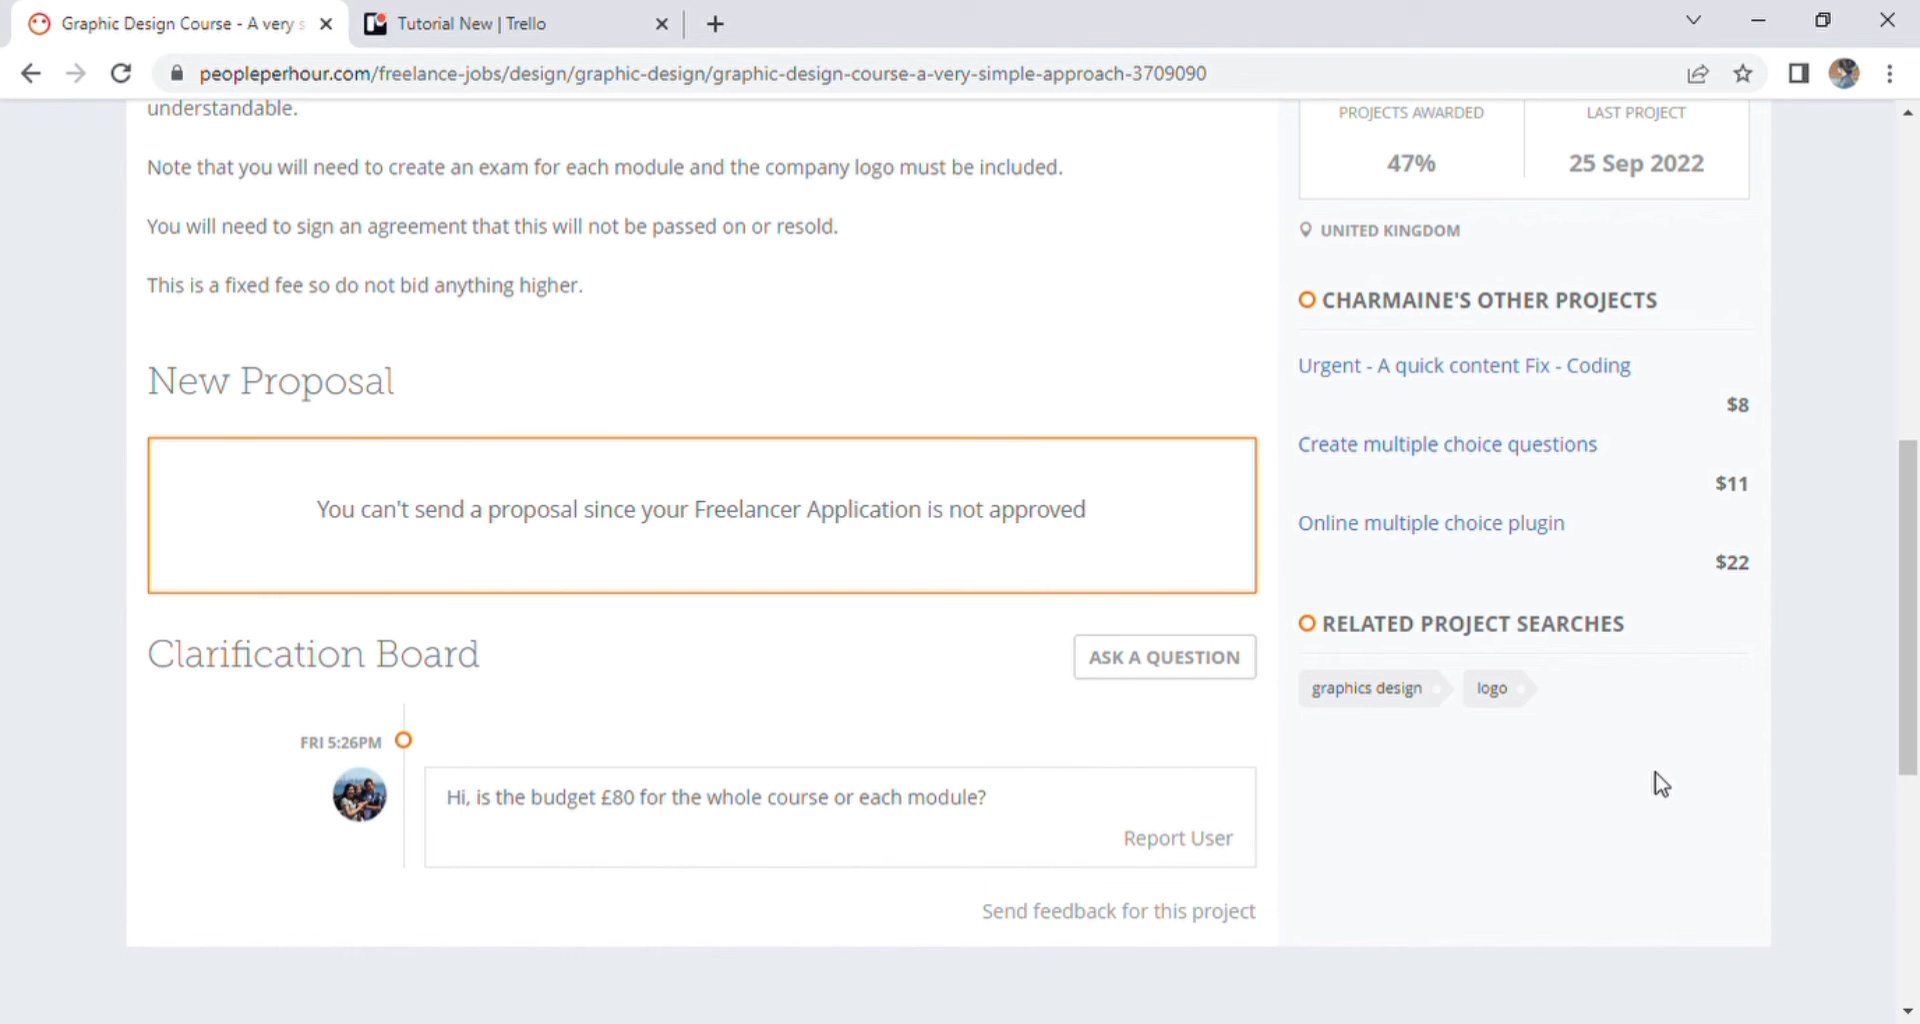 Graphic Design Course - A very s
Tutorial New | Trello
peopleperhour.com/freelance-jobs/design/graphic-design/graphic-design-course-a-very-simple-approach-3709090
understandable.
Note that you will need to create an exam for each module and the company logo must be included.
You will need to sign an agreement that this will not be passed on or resold.
This is a fixed fee so do not bid anything higher.
New Proposal
You can't send a proposal since your Freelancer Application is not approved
Clarification Board
ASK A QUESTION
FRI 5:26PM
Hi, is the budget £80 for the whole course or each module?
Report User
Send feedback for this project
PROJECTS AWARDED
47%
LAST PROJECT
25 Sep 2022
UNITED KINGDOM
CHARMAINE'S OTHER PROJECTS
Urgent - A quick content Fix - Coding
$8
Create multiple choice questions
$11
Online multiple choice plugin
$22
RELATED PROJECT SEARCHES
graphics design
logo